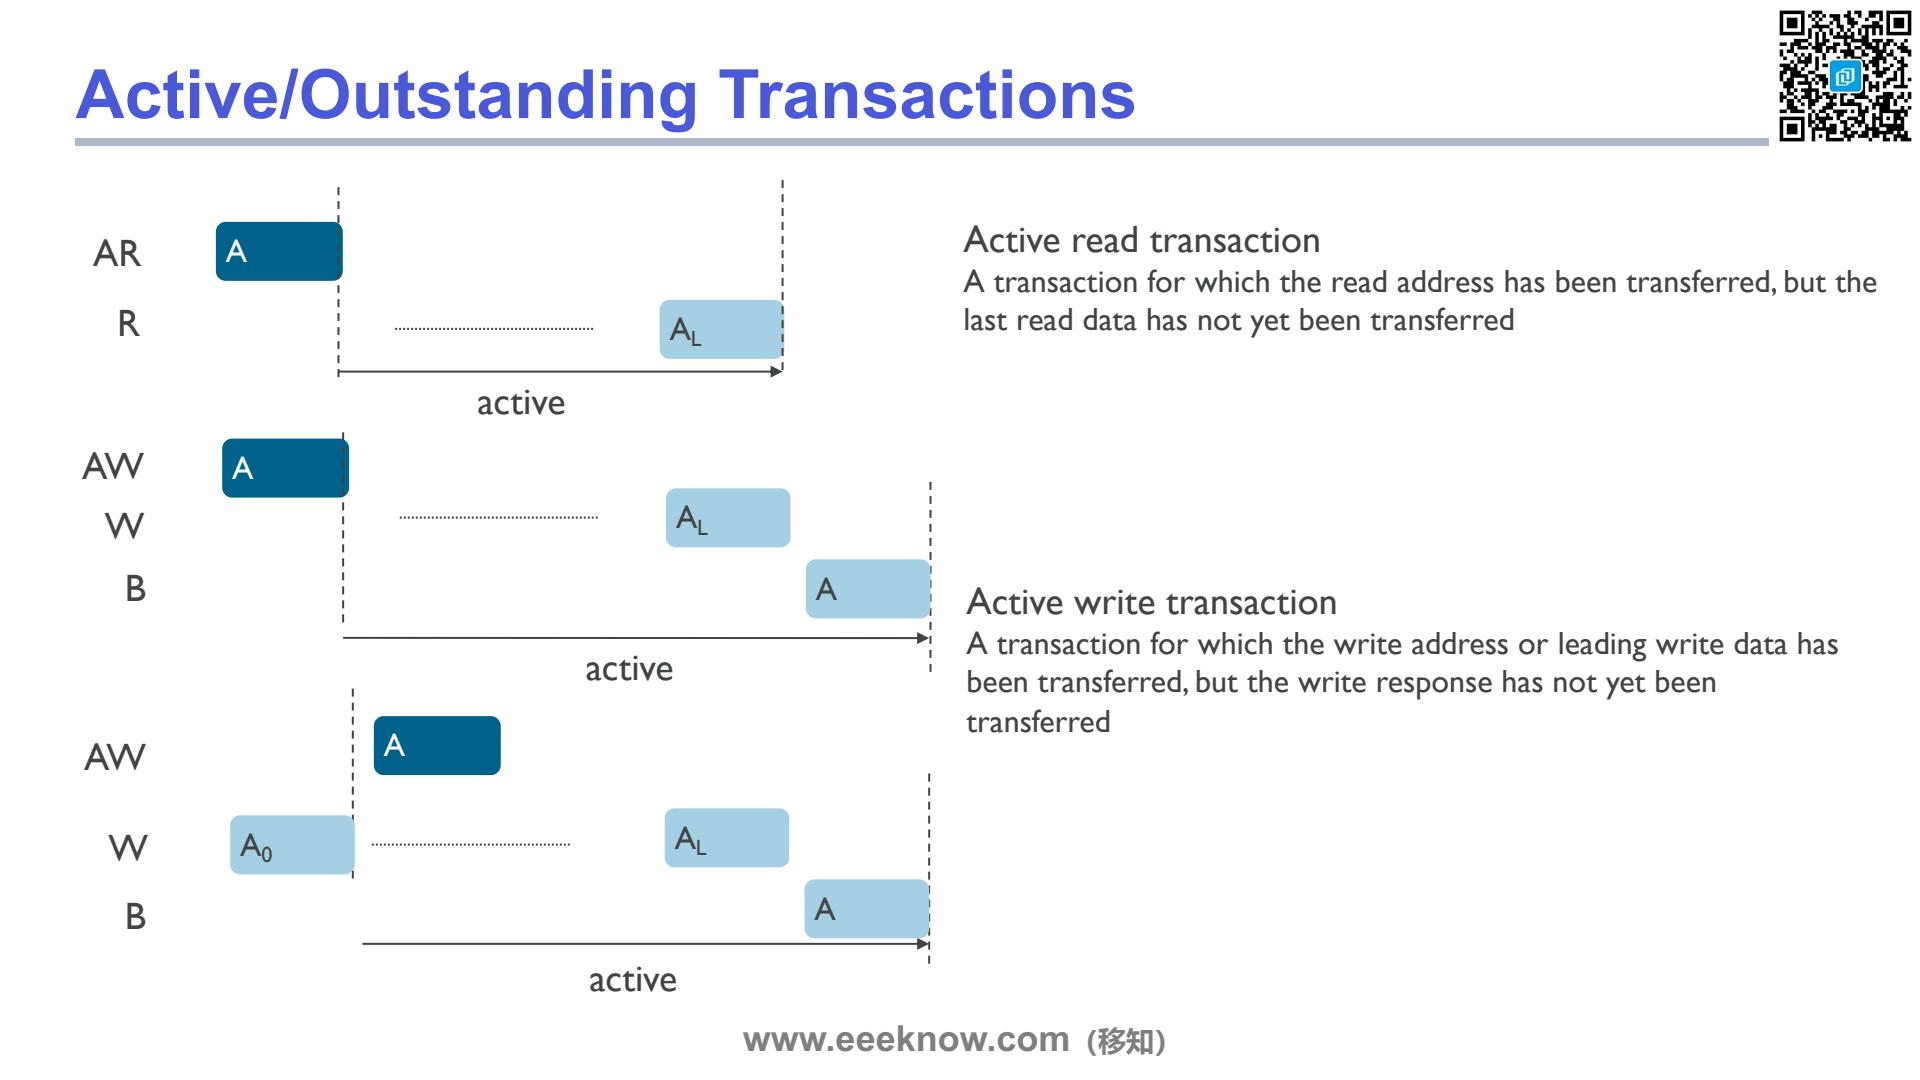 Active/Outstanding Transactions
AR
A
R
A_L
active
Active read transaction
A transaction for which the read address has been transferred, but the
last read data has not yet been transferred
AW
A
W
A_L
B
A
active
Active write transaction
A transaction for which the write address or leading write data has
been transferred, but the write response has not yet been
transferred
AW
A
W
A₀
A_L
B
A
active
www.eeeknow.com (移知)